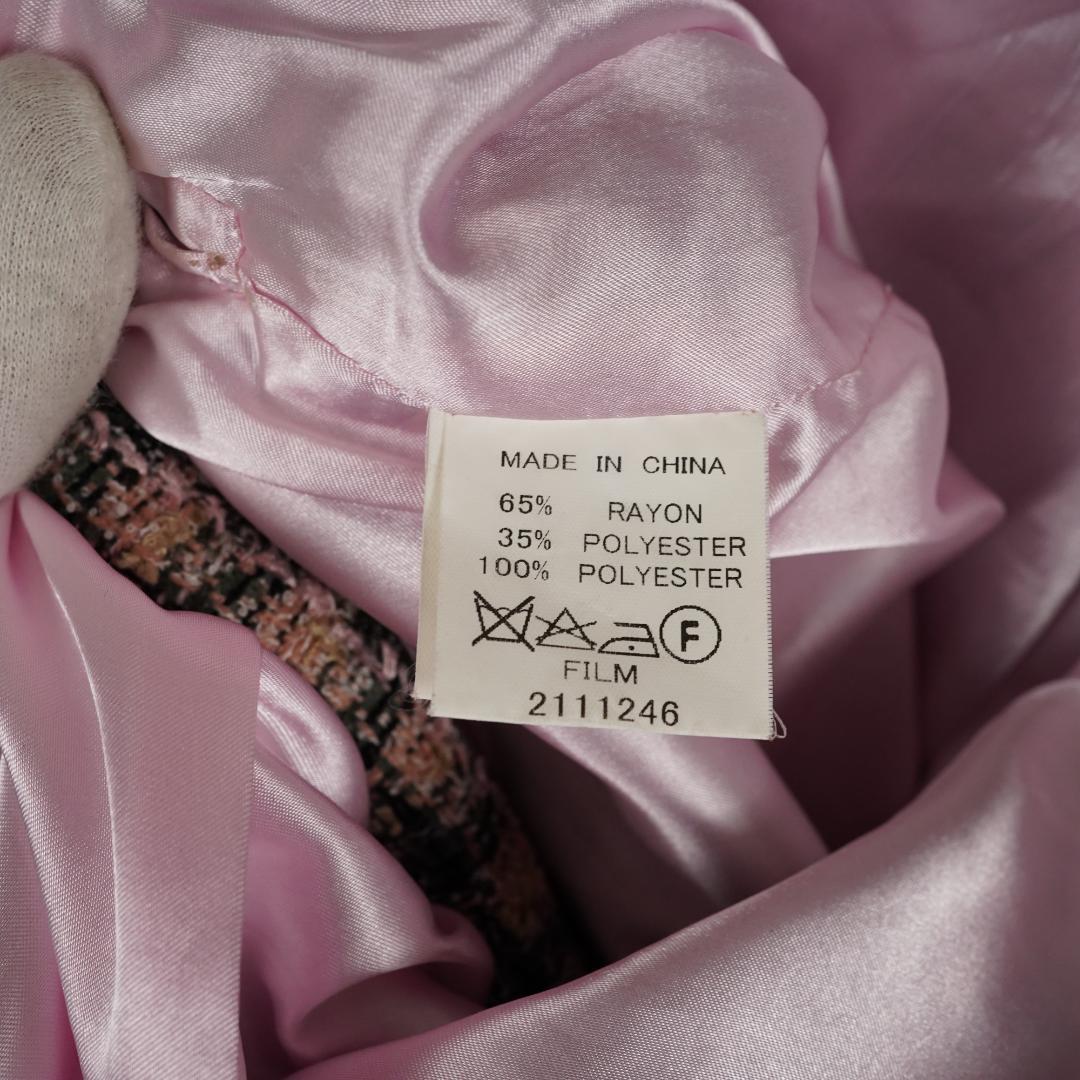 MADE IN CHINA
65% RAYON
35% POLYESTER
100% POLYESTER
F
FILM
2111246